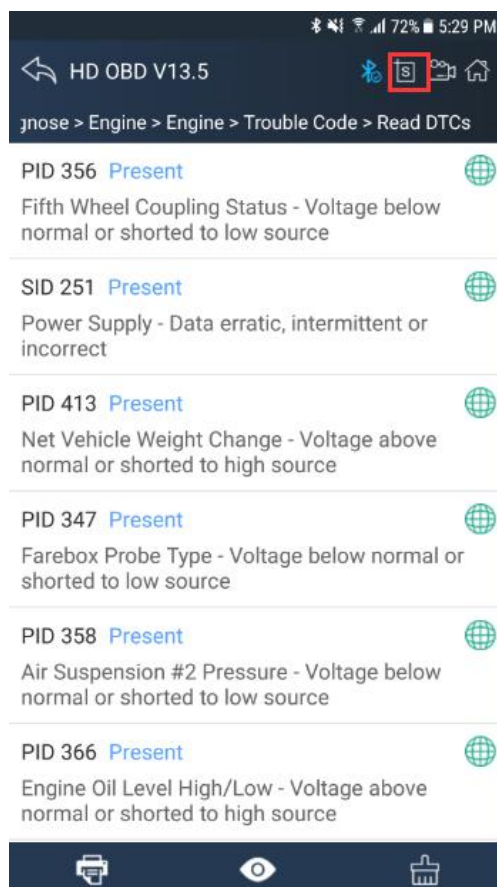 72% 5:29 PM
HD OBD V13.5
S
gnose > Engine > Engine > Trouble Code > Read DTCs
PID 356 Present
Fifth Wheel Coupling Status - Voltage below
normal or shorted to low source
SID 251 Present
Power Supply - Data erratic, intermittent or
incorrect
PID 413 Present
Net Vehicle Weight Change - Voltage above
normal or shorted to high source
PID 347 Present
Farebox Probe Type - Voltage below normal or
shorted to low source
PID 358 Present
Air Suspension #2 Pressure - Voltage below
normal or shorted to low source
PID 366 Present
Engine Oil Level High/Low - Voltage above
normal or shorted to high source